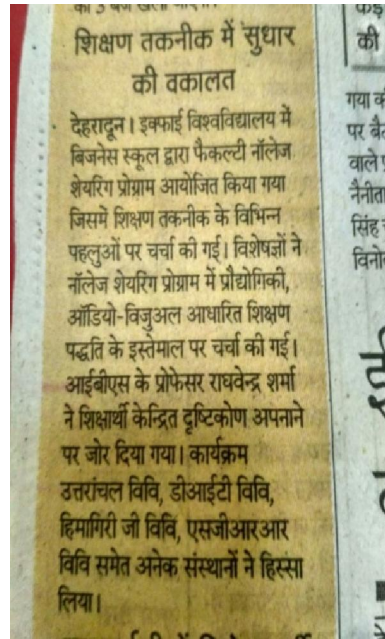 शिक्षण तकनीक में सुधार
की वकालत
देहरादून। इक्फाई विश्वविद्यालय में
बिजनेस स्कूल द्वारा फैकल्टी नॉलेज
शेयरिंग प्रोग्राम आयोजित किया गया
जिसमें शिक्षण तकनीक के विभिन्न
पहलुओं पर चर्चा की गई। विशेषज्ञों ने
नॉलेज शेयरिंग प्रोग्राम में प्रौद्योगिकी,
ऑडियो-विजुअल आधारित शिक्षण
पद्धति के इस्तेमाल पर चर्चा की गई।
आईबीएस के प्रोफेसर राघवेन्द्र शर्मा
ने शिक्षार्थी केन्द्रित दृष्टिकोण अपनाने
पर जोर दिया गया। कार्यक्रम
उत्तरांचल विवि, डीआईटी विवि,
हिमागिरी जी विवि, एसजीआरआर
विवि समेत अनेक संस्थानों ने हिस्सा
लिया।
की
गया
पर
वाले
सिंह